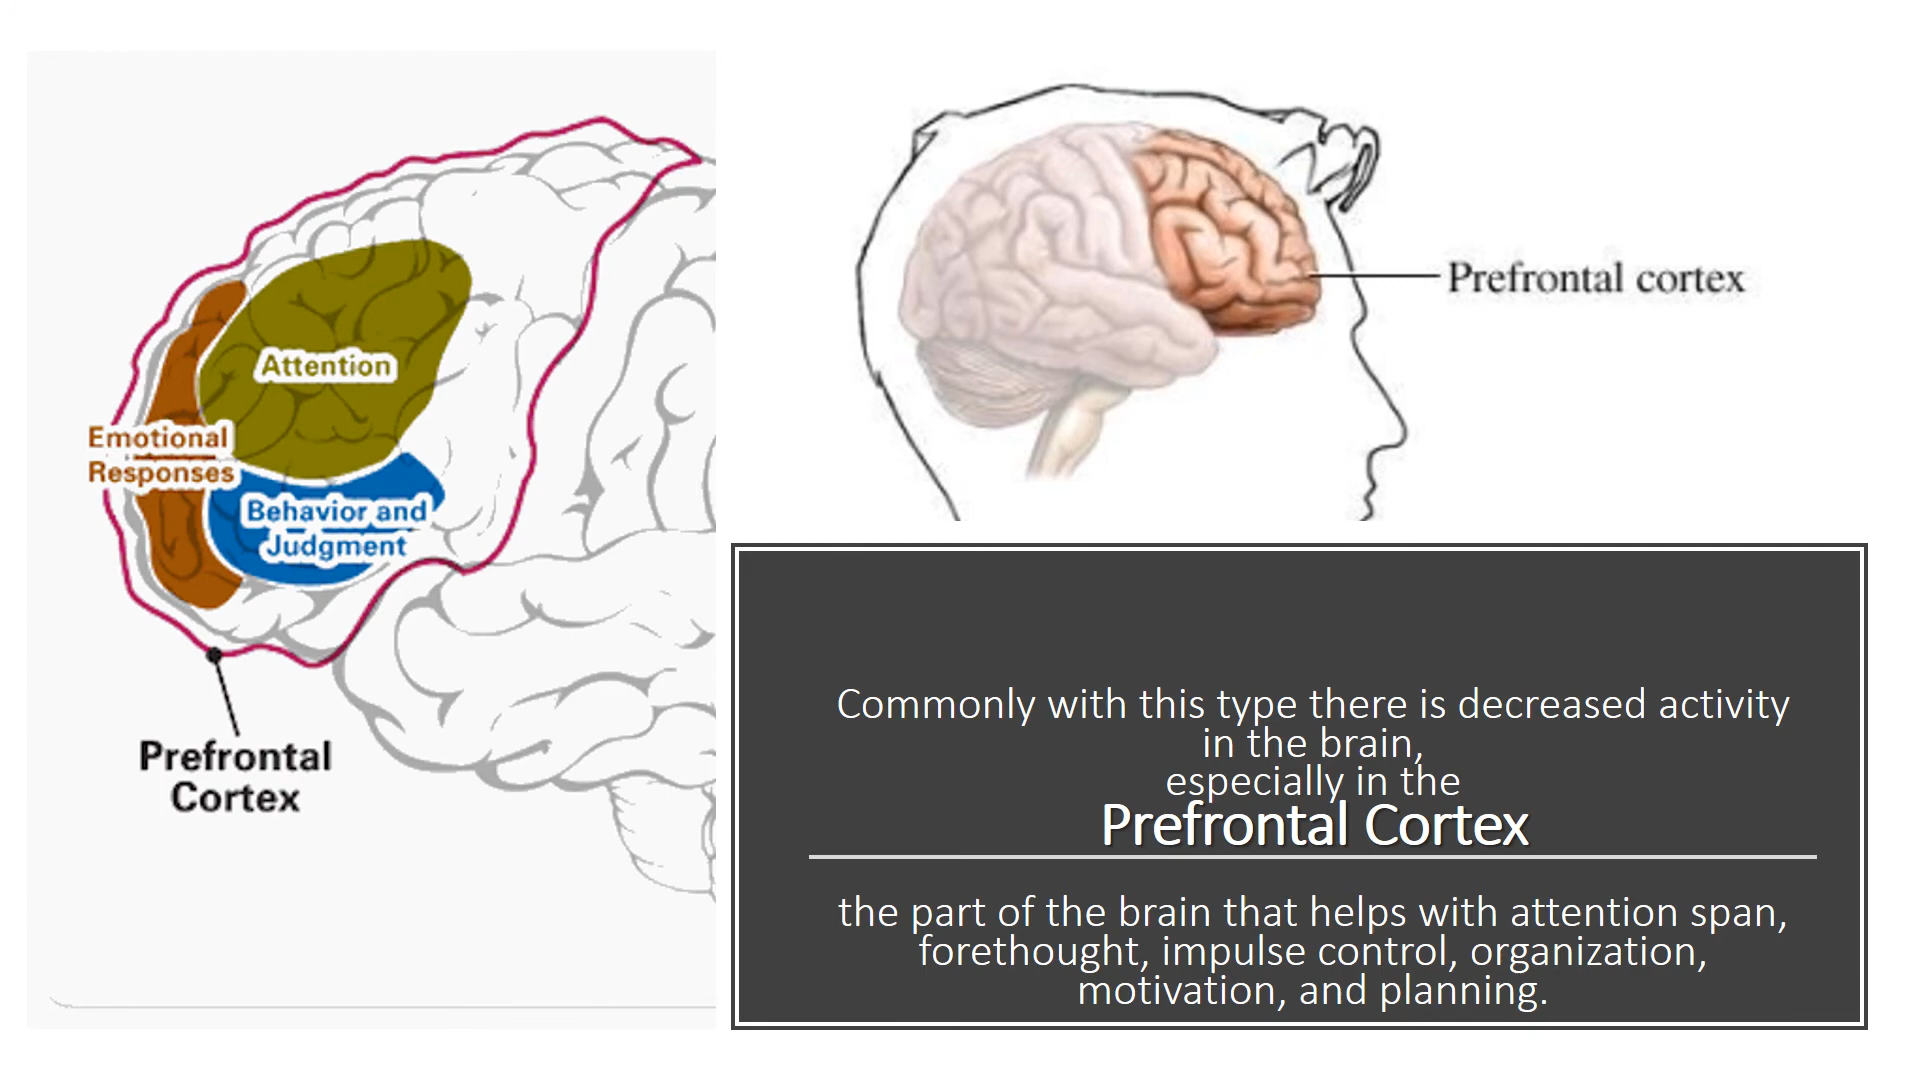 Attention
Emotional
Responses
Behavior and
Judgment
Prefrontal
Cortex
Prefrontal cortex
Commonly with this type there is decreased activity
in the brain,
especially in the
Prefrontal Cortex
the part of the brain that helps with attention span,
forethought, impulse control, organization,
motivation, and planning.